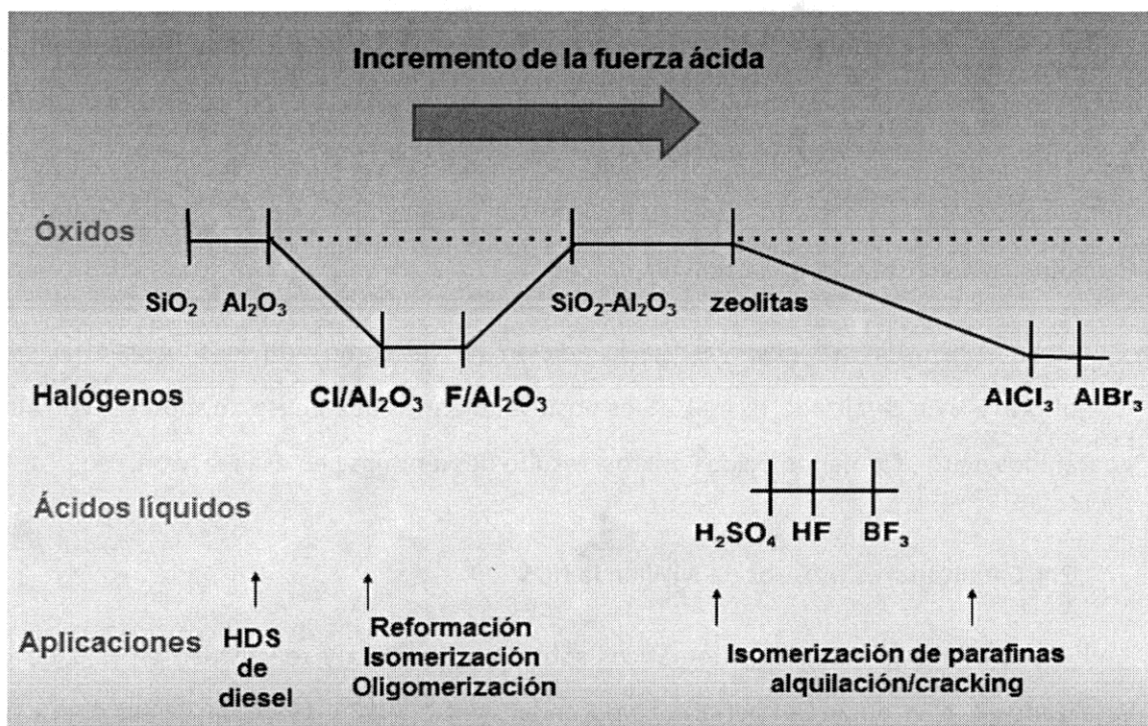 Incremento de la fuerza ácida
Óxidos
SiO₂ Al₂O₃ SiO₂-Al₂O₃ zeolitas
Halógenos Cl/Al₂O₃ F/Al₂O₃ AlCl₃ AlBr₃
Ácidos líquidos
H₂SO₄ HF BF₃
Aplicaciones
HDS
de
diesel
Reformación
Isomerización
Oligomerización
Isomerización de parafinas
alquilación/cracking